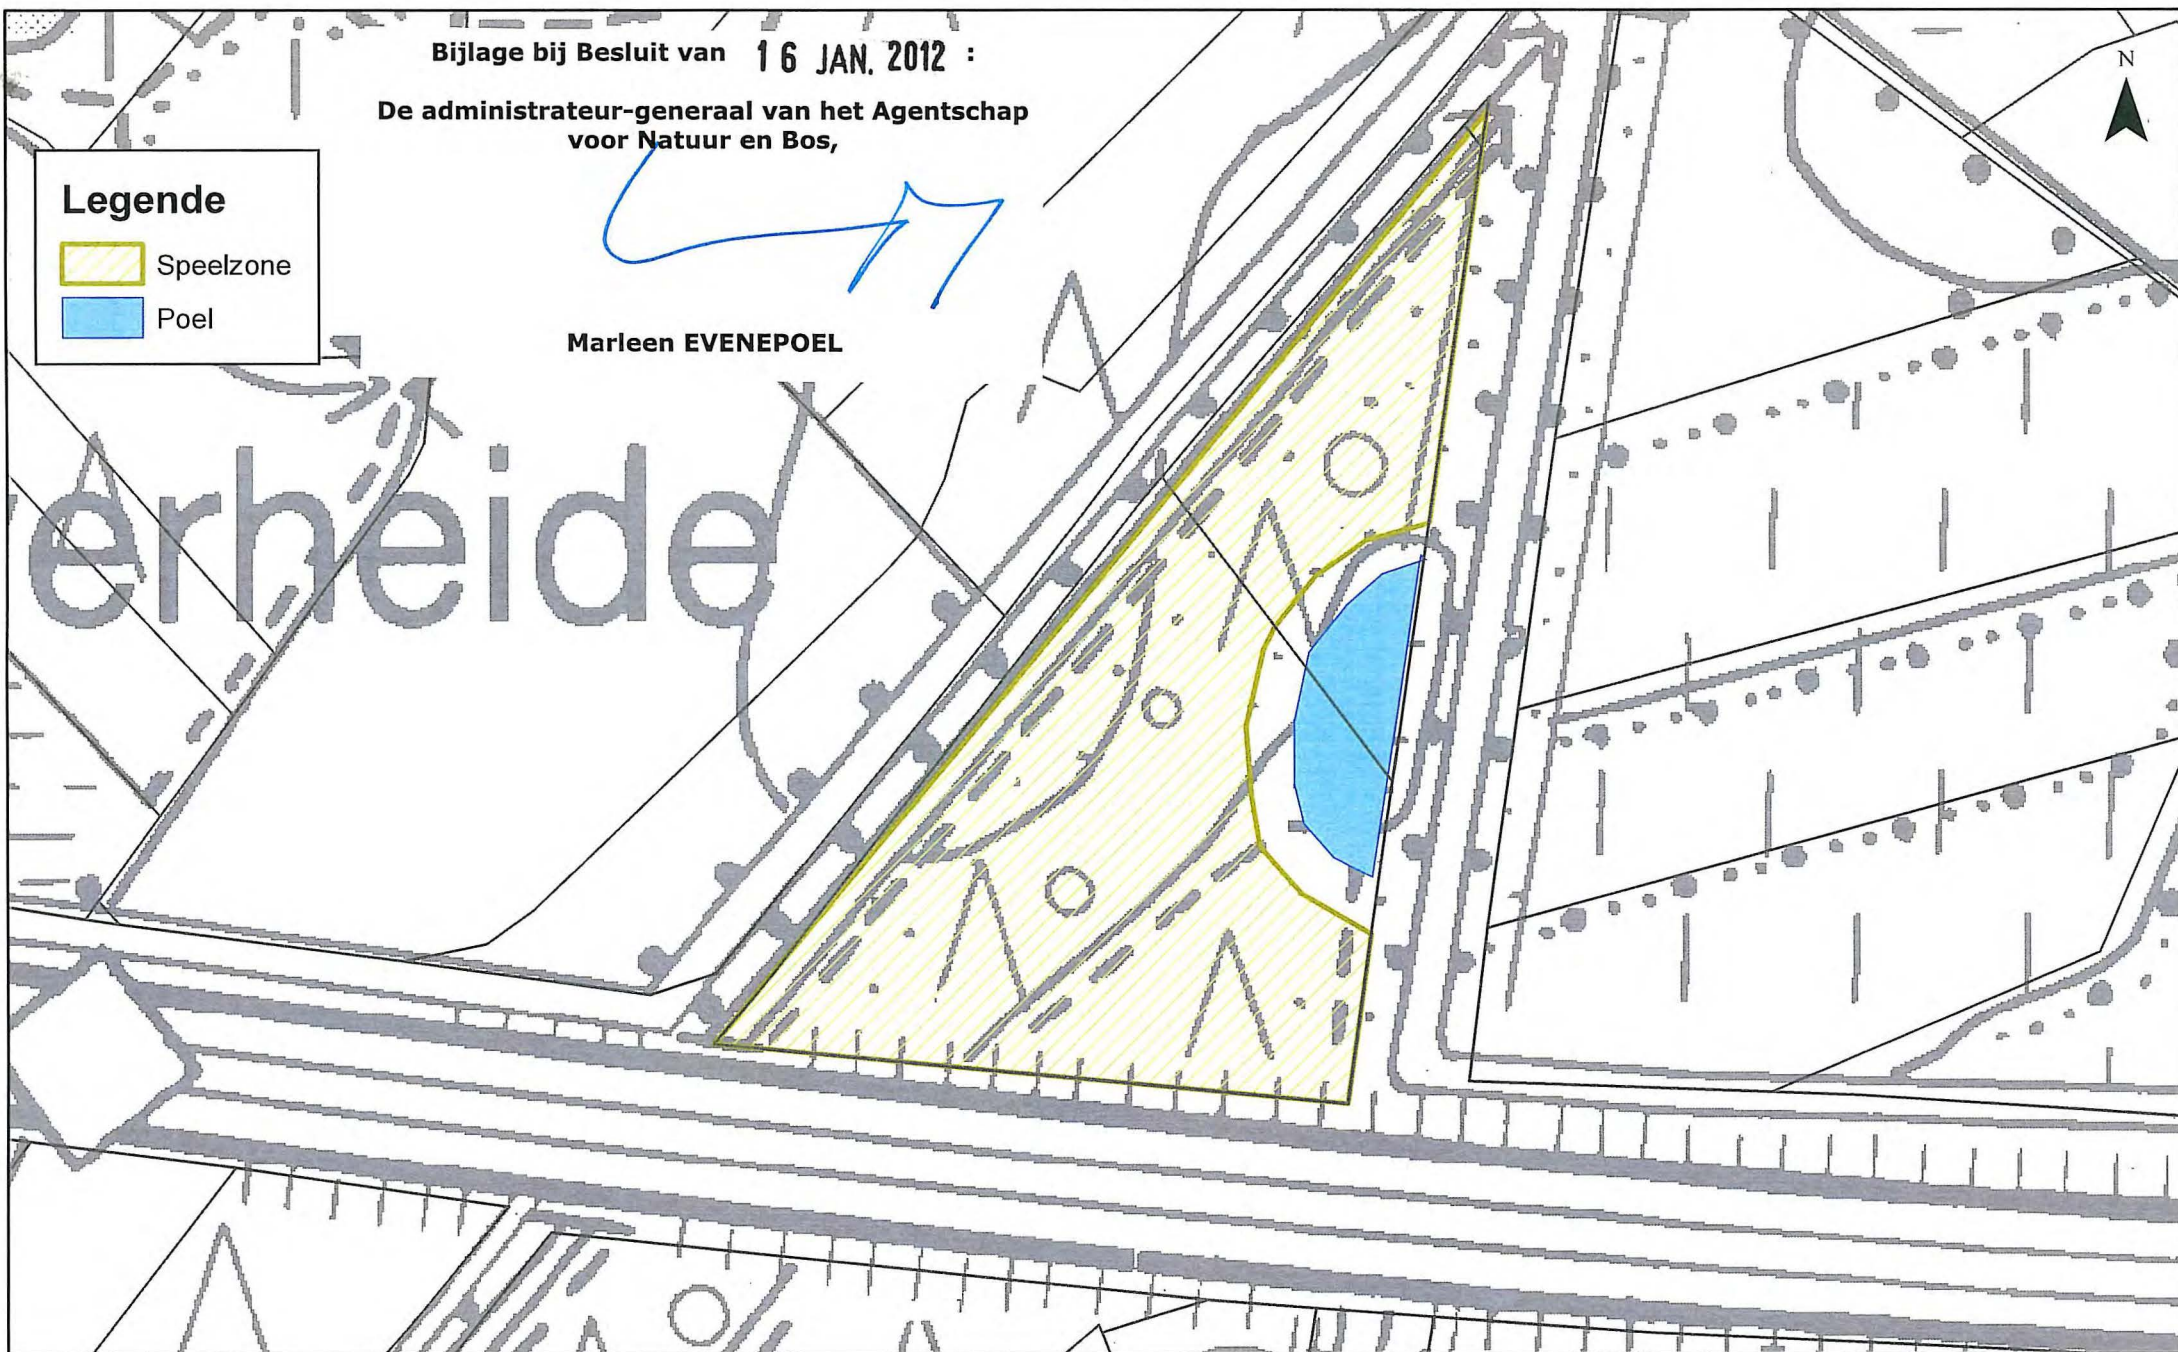 Bijlage bij Besluit van 16 JAN. 2012 :
De administrateur-generaal van het Agentschap
voor Natuur en Bos,
Marleen EVENEPOEL
N
Legende
Speelzone
Poel
erheide